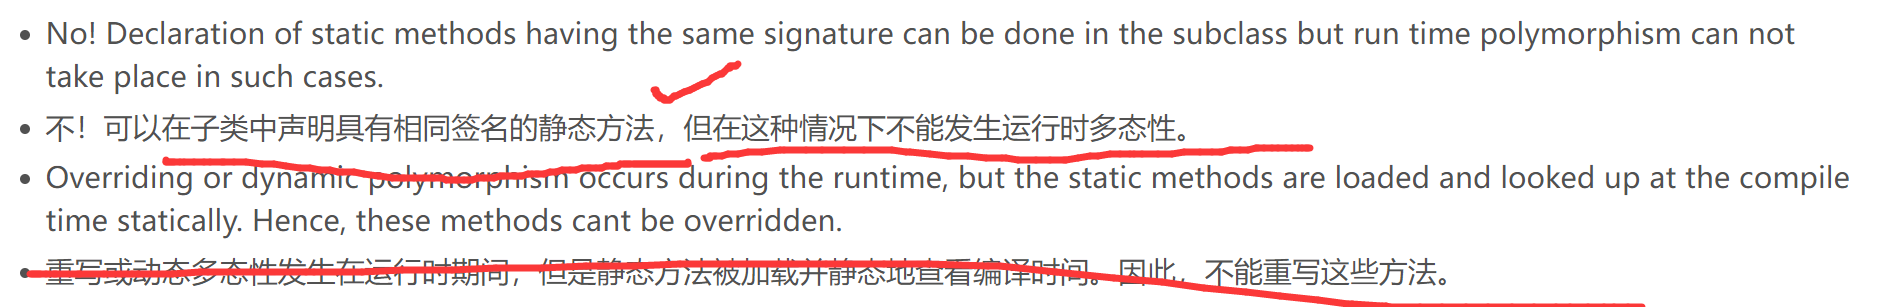 No! Declaration of static methods having the same signature can be done in the subclass but run time polymorphism can not
take place in such cases.
不！可以在子类中声明具有相同签名的静态方法，但在这种情况下不能发生运行时多态性。
Overriding or dynamic polymorphism occurs during the runtime, but the static methods are loaded and looked up at the compile
time statically. Hence, these methods cant be overridden.
重写或动态多态性发生在运行时期间，但是静态方法被加载并静态地查看编译时间。因此，不能重写这些方法。